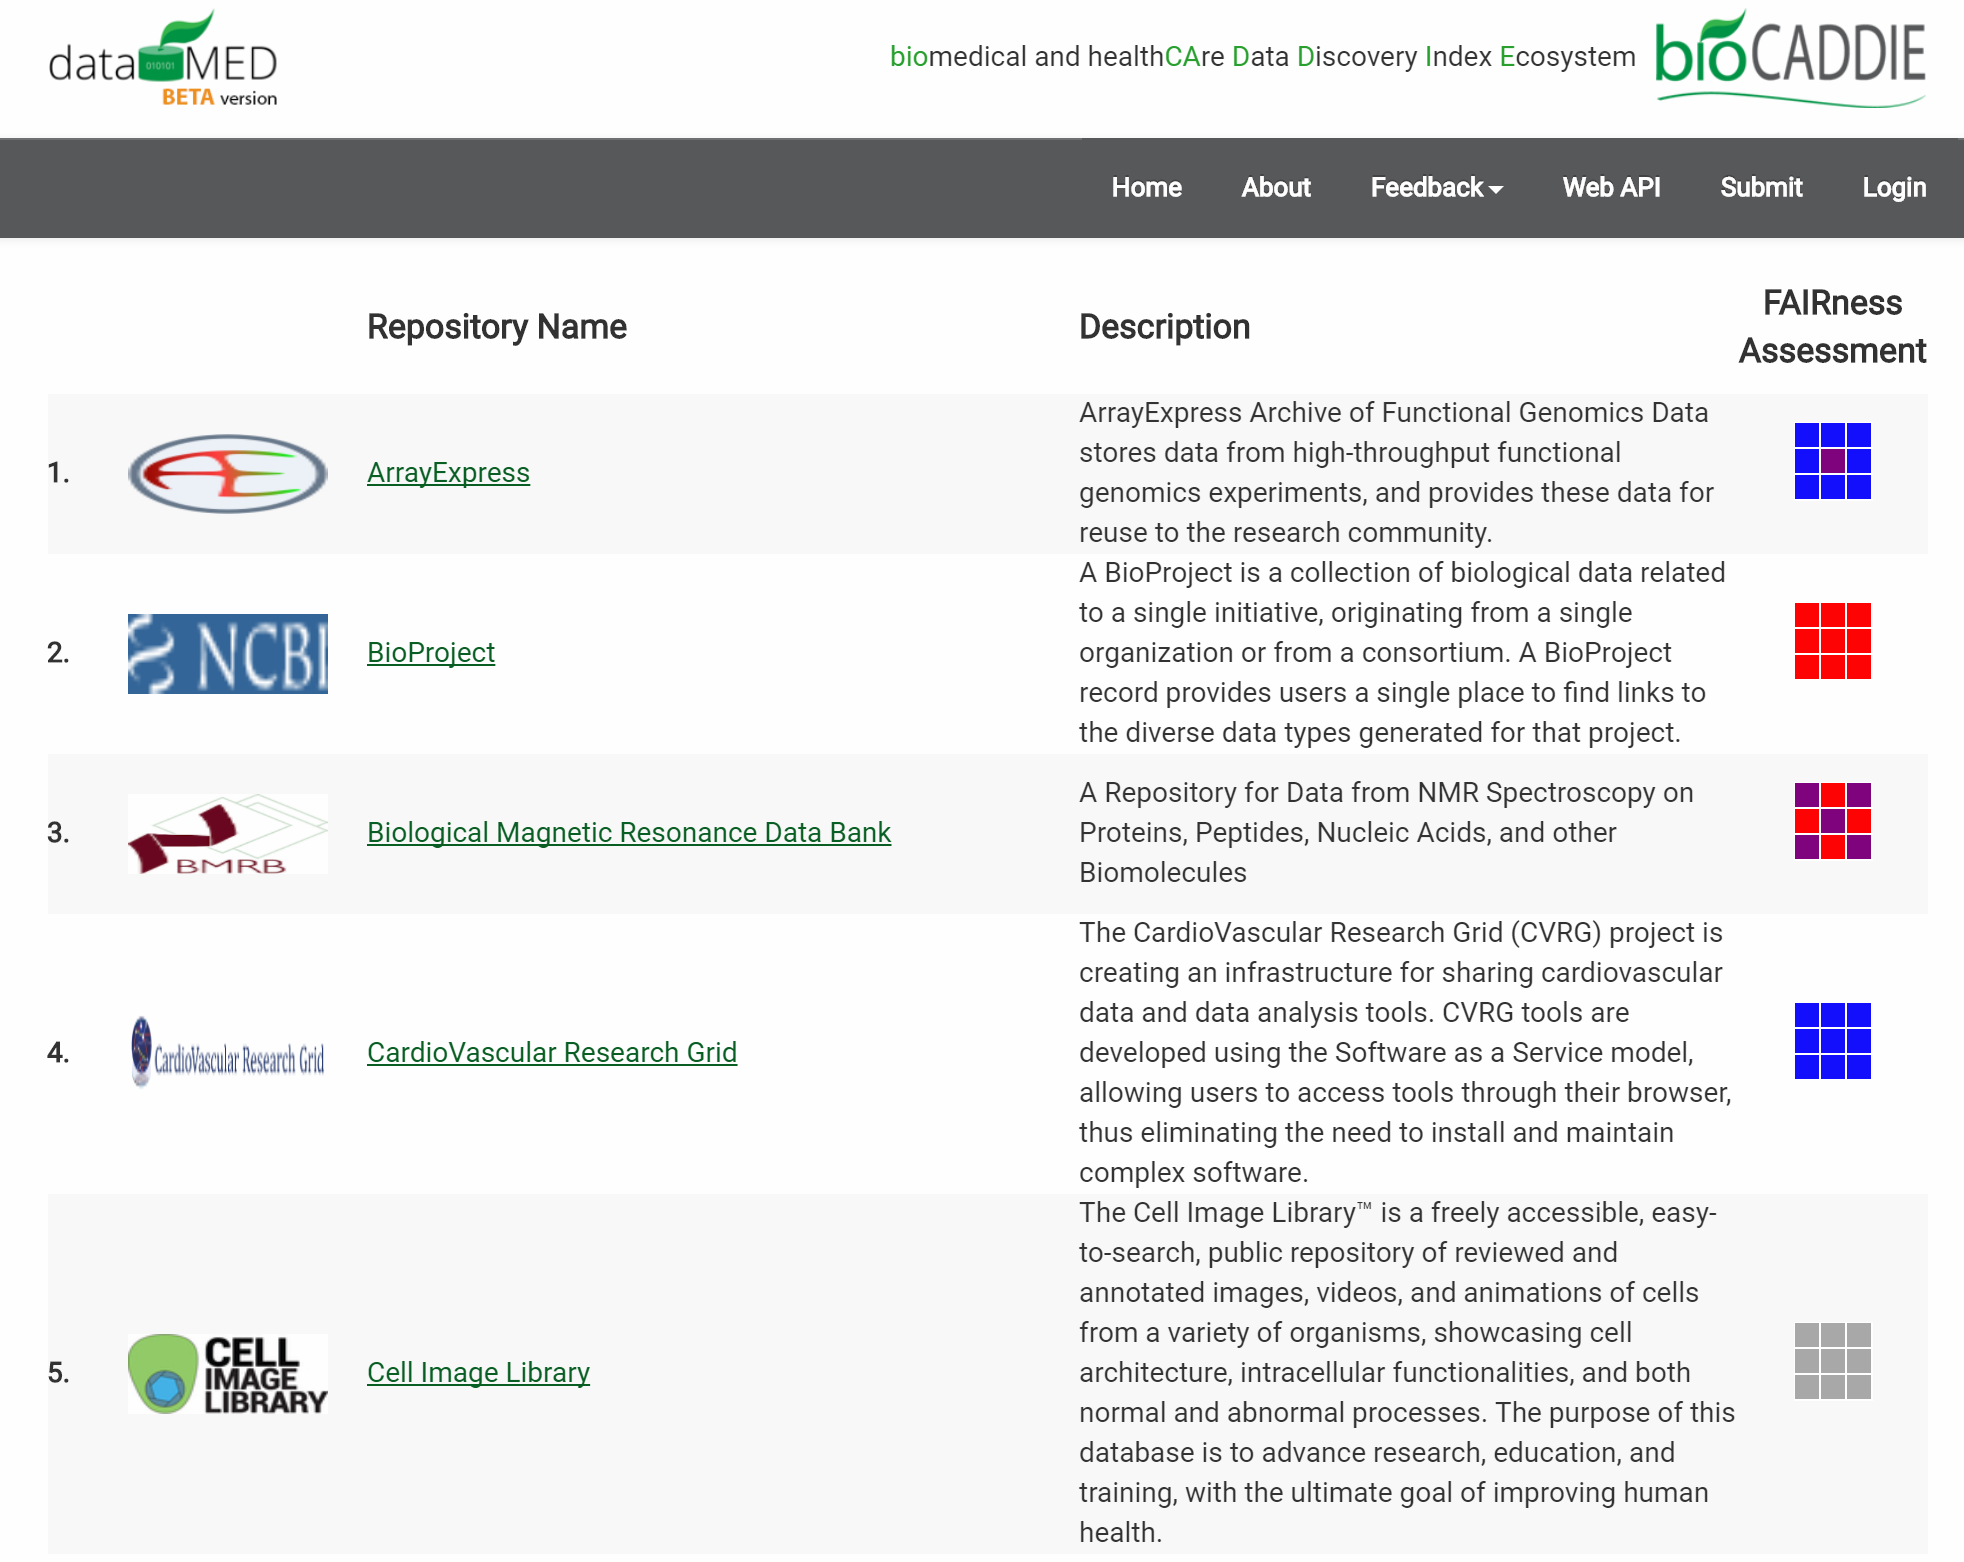 data MED
010101
BETA version
biomedical and healthCAre Data Discovery Index Ecosystem
bioCADDIE
Home About Feedback Web API Submit Login
Repository Name
Description
FAIRness
Assessment
1.
ArrayExpress
ArrayExpress Archive of Functional Genomics Data
stores data from high-throughput functional
genomics experiments, and provides these data for
reuse to the research community.
2.
NCBI
BioProject
A BioProject is a collection of biological data related
to a single initiative, originating from a single
organization or from a consortium. A BioProject
record provides users a single place to find links to
the diverse data types generated for that project.
3.
BMRB
Biological Magnetic Resonance Data Bank
A Repository for Data from NMR Spectroscopy on
Proteins, Peptides, Nucleic Acids, and other
Biomolecules
4.
CardioVascular Research Grid
CardioVascular Research Grid
The CardioVascular Research Grid (CVRG) project is
creating an infrastructure for sharing cardiovascular
data and data analysis tools. CVRG tools are
developed using the Software as a Service model,
allowing users to access tools through their browser,
thus eliminating the need to install and maintain
complex software.
5.
CELL
IMAGE
LIBRARY
Cell Image Library
The Cell Image Library™ is a freely accessible, easy-
to-search, public repository of reviewed and
annotated images, videos, and animations of cells
from a variety of organisms, showcasing cell
architecture, intracellular functionalities, and both
normal and abnormal processes. The purpose of this
database is to advance research, education, and
training, with the ultimate goal of improving human
health.